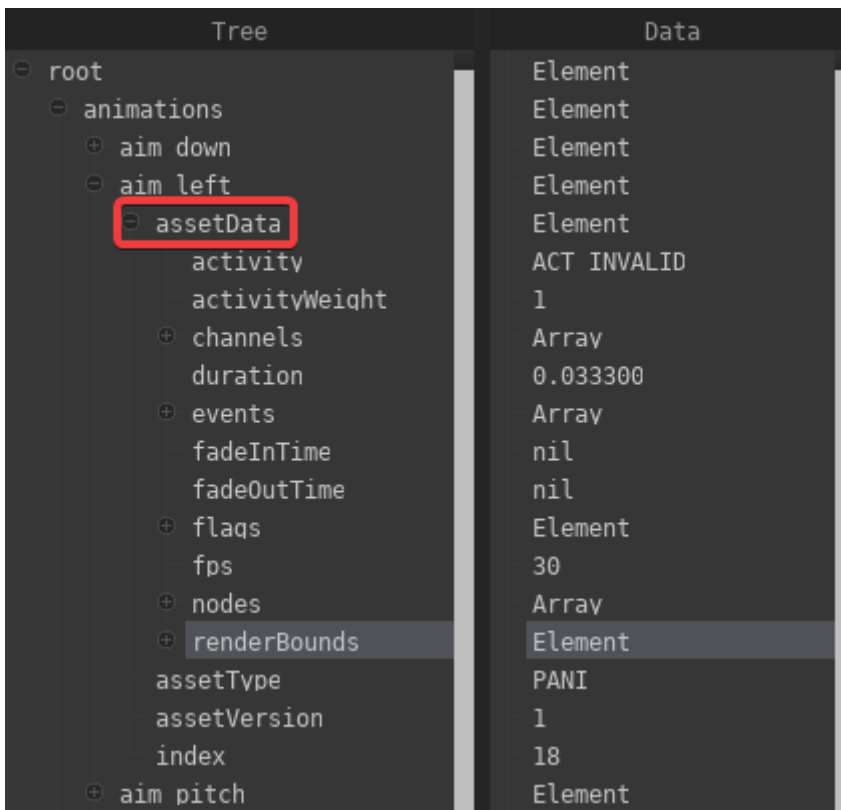 Tree Data
root Element
animations Element
aim down Element
aim left Element
assetData Element
activity ACT INVALID
activityWeight 1
channels Array
duration 0.033300
events Array
fadeInTime nil
fadeOutTime nil
flags Element
fps 30
nodes Array
renderBounds Element
assetType PANI
assetVersion 1
index 18
aim pitch Element